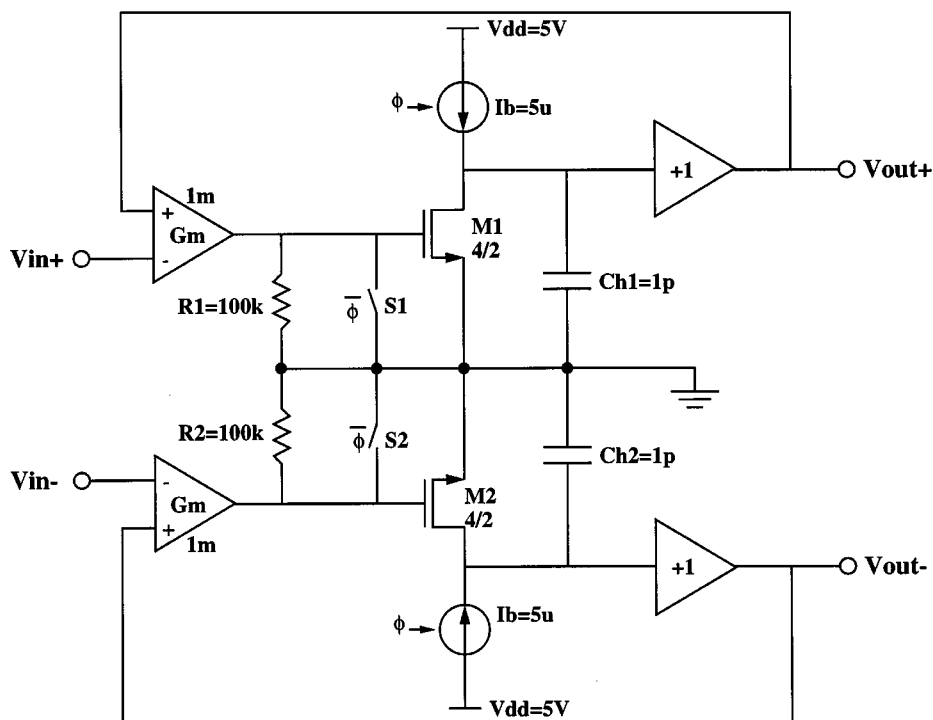 Vdd=5V
ϕ
Ib=5u
+1
Vout+
1m
+
Gm
-
Vin+
M1
4/2
R1=100k
ϕ̅
S1
Ch1=1p
R2=100k
ϕ̅
S2
Ch2=1p
Vin-
-
Gm
+
1m
M2
4/2
+1
Vout-
ϕ
Ib=5u
Vdd=5V